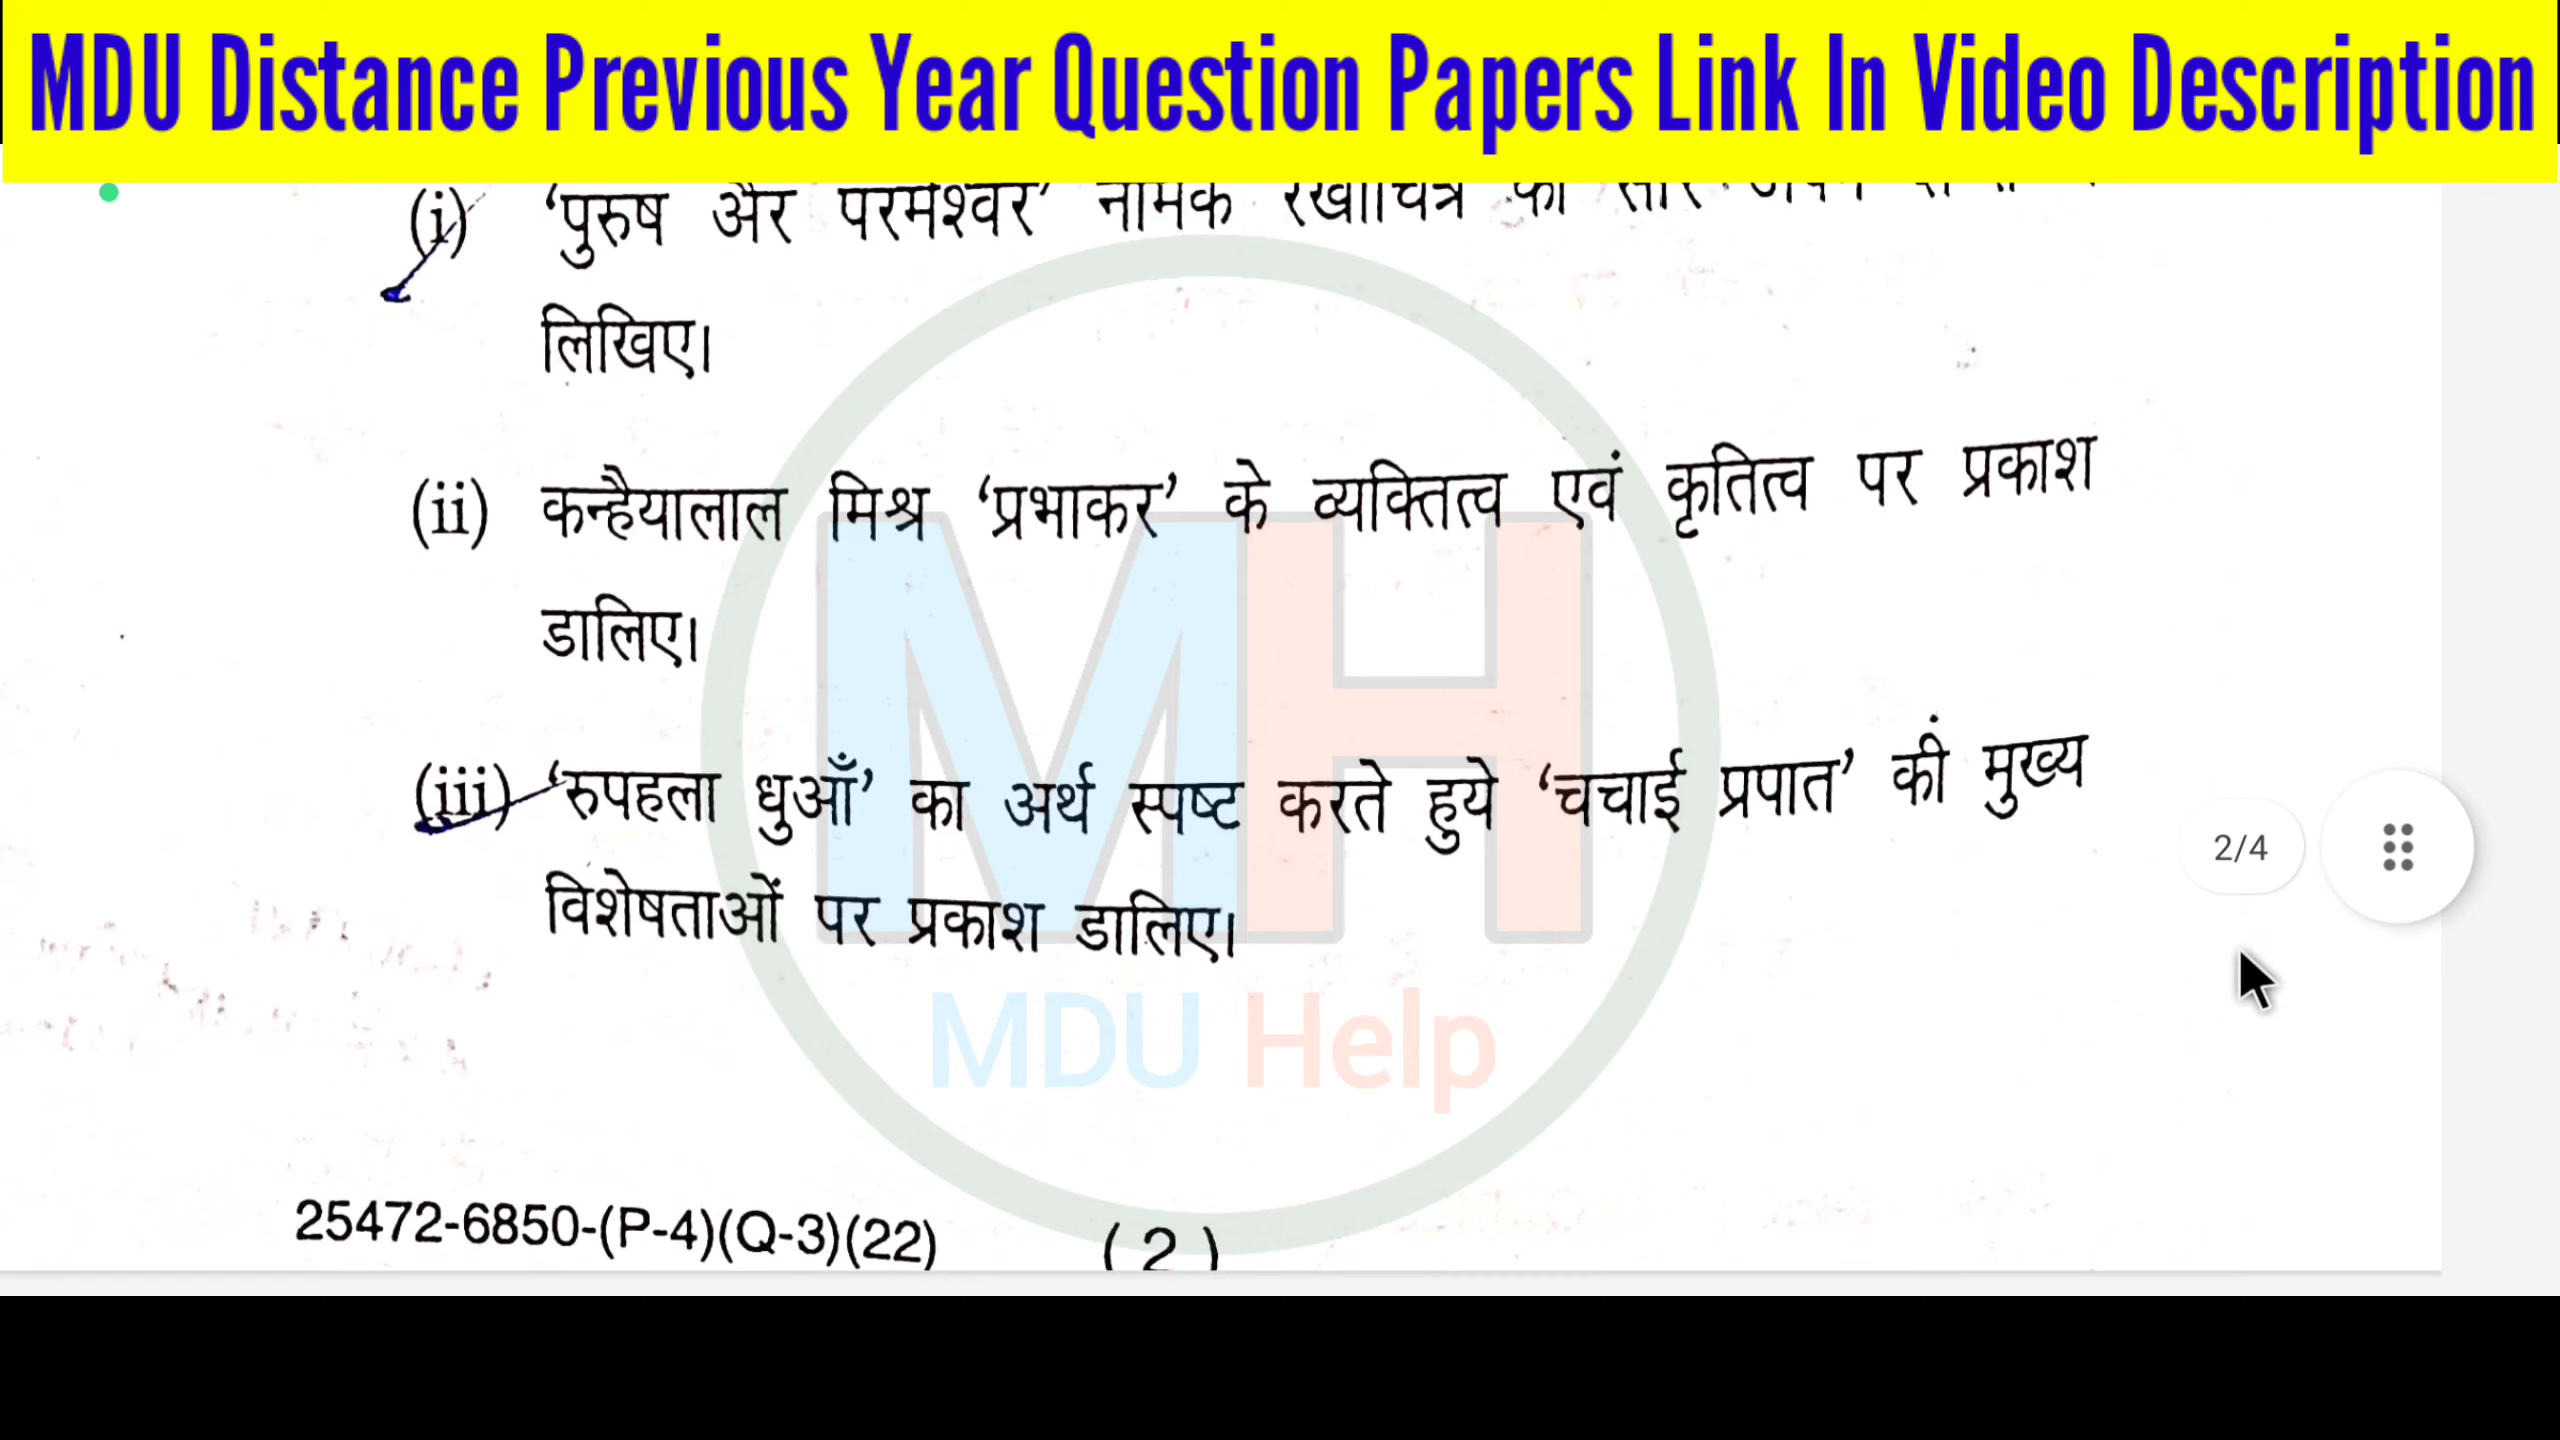 MDU Distance Previous Year Question Papers Link In Video Description
(i) ‘पुरुष और परमेश्वर’ नामक रेखाचित्र का सार
लिखिए।
(ii) कन्हैयालाल मिश्र ‘प्रभाकर’ के व्यक्तित्व एवं कृतित्व पर प्रकाश
डालिए।
(iii) ‘रुपहला धुआँ’ का अर्थ स्पष्ट करते हुये ‘चचाई प्रपात’ की मुख्य
विशेषताओं पर प्रकाश डालिए।
2/4
MH
MDU Help
25472-6850-(P-4)(Q-3)(22) (2)